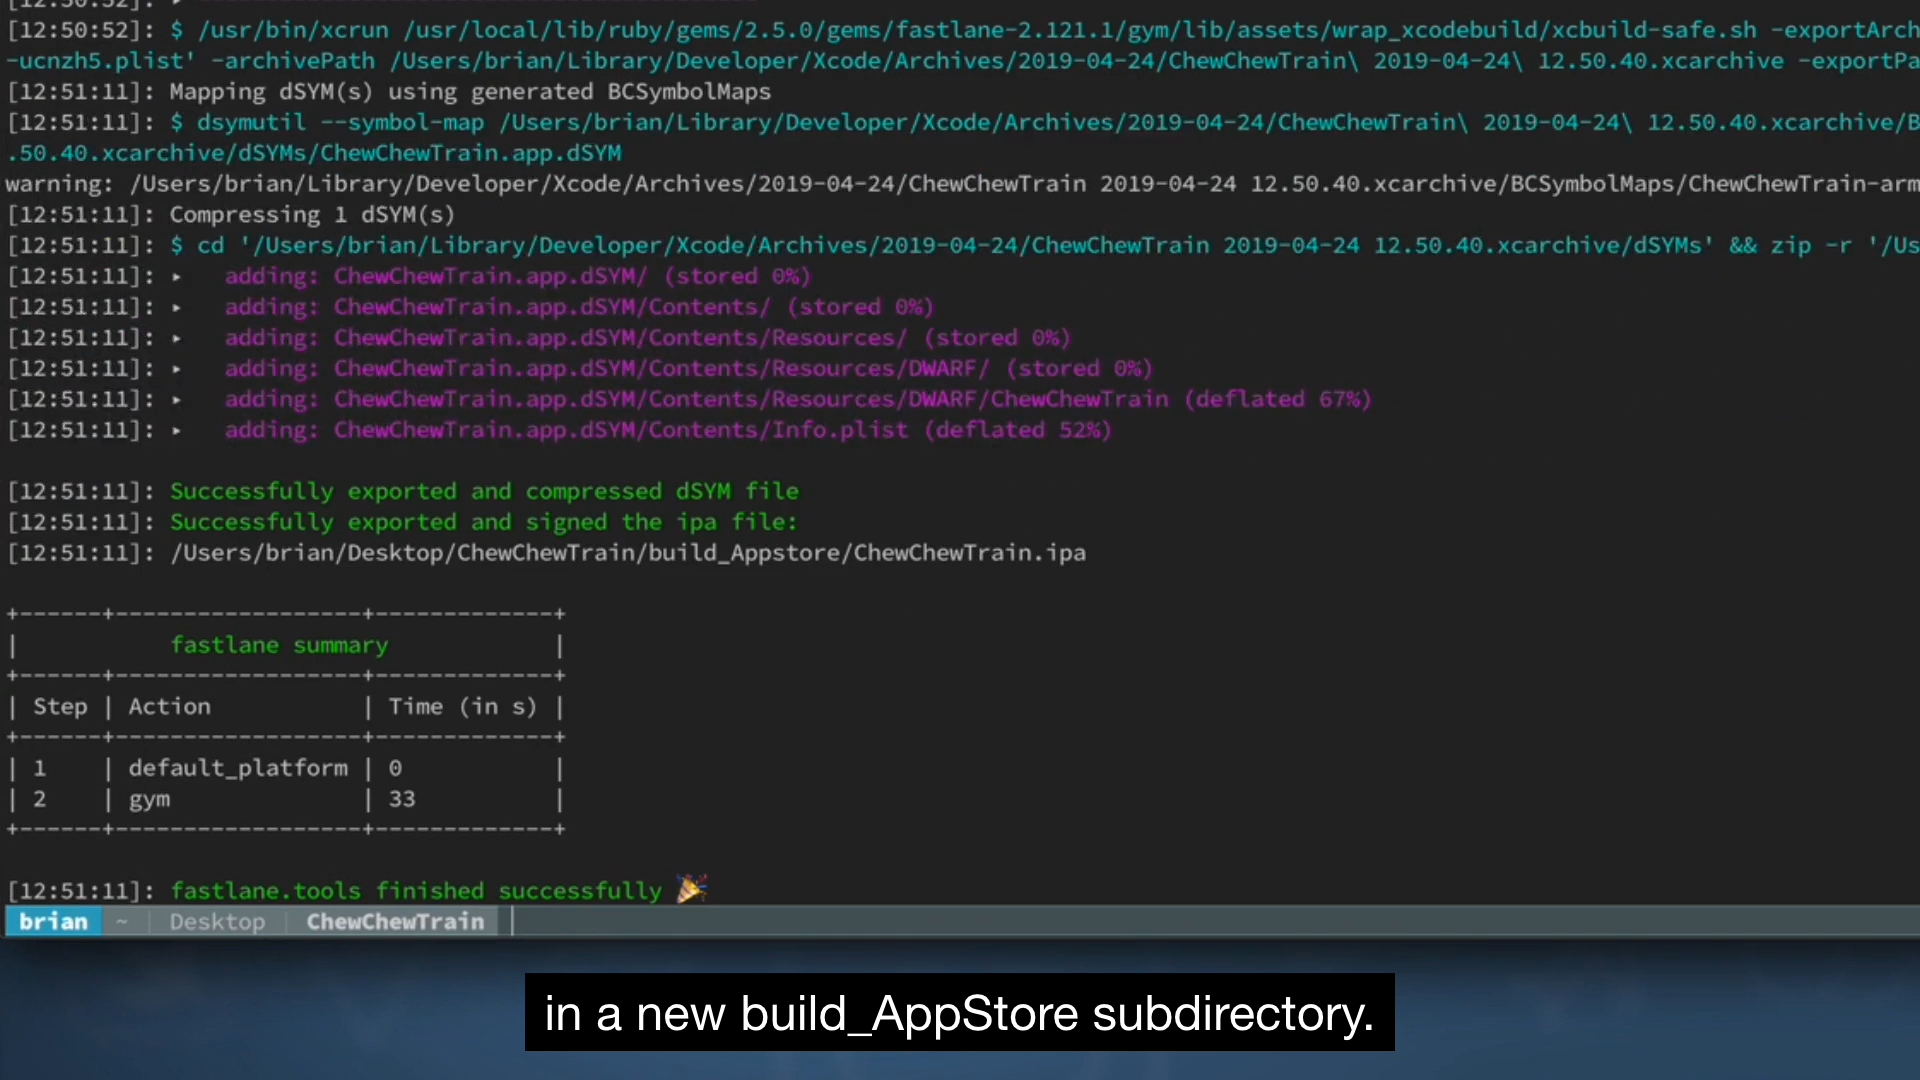 [12:50:52]: ▸
[12:50:52]: $ /usr/bin/xcrun /usr/local/lib/ruby/gems/2.5.0/gems/fastlane-2.121.1/gym/lib/assets/wrap_xcodebuild/xcbuild-safe.sh -exportArch
-ucnzh5.plist' -archivePath /Users/brian/Library/Developer/Xcode/Archives/2019-04-24/ChewChewTrain\ 2019-04-24\ 12.50.40.xcarchive -exportPa
[12:51:11]: Mapping dSYM(s) using generated BCSymbolMaps
[12:51:11]: $ dsymutil --symbol-map /Users/brian/Library/Developer/Xcode/Archives/2019-04-24/ChewChewTrain\ 2019-04-24\ 12.50.40.xcarchive/B
.50.40.xcarchive/dSYMs/ChewChewTrain.app.dSYM
warning: /Users/brian/Library/Developer/Xcode/Archives/2019-04-24/ChewChewTrain 2019-04-24 12.50.40.xcarchive/BCSymbolMaps/ChewChewTrain-arm
[12:51:11]: Compressing 1 dSYM(s)
[12:51:11]: $ cd '/Users/brian/Library/Developer/Xcode/Archives/2019-04-24/ChewChewTrain 2019-04-24 12.50.40.xcarchive/dSYMs' && zip -r '/Us
[12:51:11]: ▸   adding: ChewChewTrain.app.dSYM/ (stored 0%)
[12:51:11]: ▸   adding: ChewChewTrain.app.dSYM/Contents/ (stored 0%)
[12:51:11]: ▸   adding: ChewChewTrain.app.dSYM/Contents/Resources/ (stored 0%)
[12:51:11]: ▸   adding: ChewChewTrain.app.dSYM/Contents/Resources/DWARF/ (stored 0%)
[12:51:11]: ▸   adding: ChewChewTrain.app.dSYM/Contents/Resources/DWARF/ChewChewTrain (deflated 67%)
[12:51:11]: ▸   adding: ChewChewTrain.app.dSYM/Contents/Info.plist (deflated 52%)
[12:51:11]: Successfully exported and compressed dSYM file
[12:51:11]: Successfully exported and signed the ipa file:
[12:51:11]: /Users/brian/Desktop/ChewChewTrain/build_Appstore/ChewChewTrain.ipa
+------+------------------+-------------+
|            fastlane summary            |
+------+------------------+-------------+
| Step | Action           | Time (in s) |
+------+------------------+-------------+
| 1    | default_platform | 0           |
| 2    | gym              | 33          |
+------+------------------+-------------+
[12:51:11]: fastlane.tools finished successfully 🎉
brian ~ Desktop ChewChewTrain
in a new build_AppStore subdirectory.